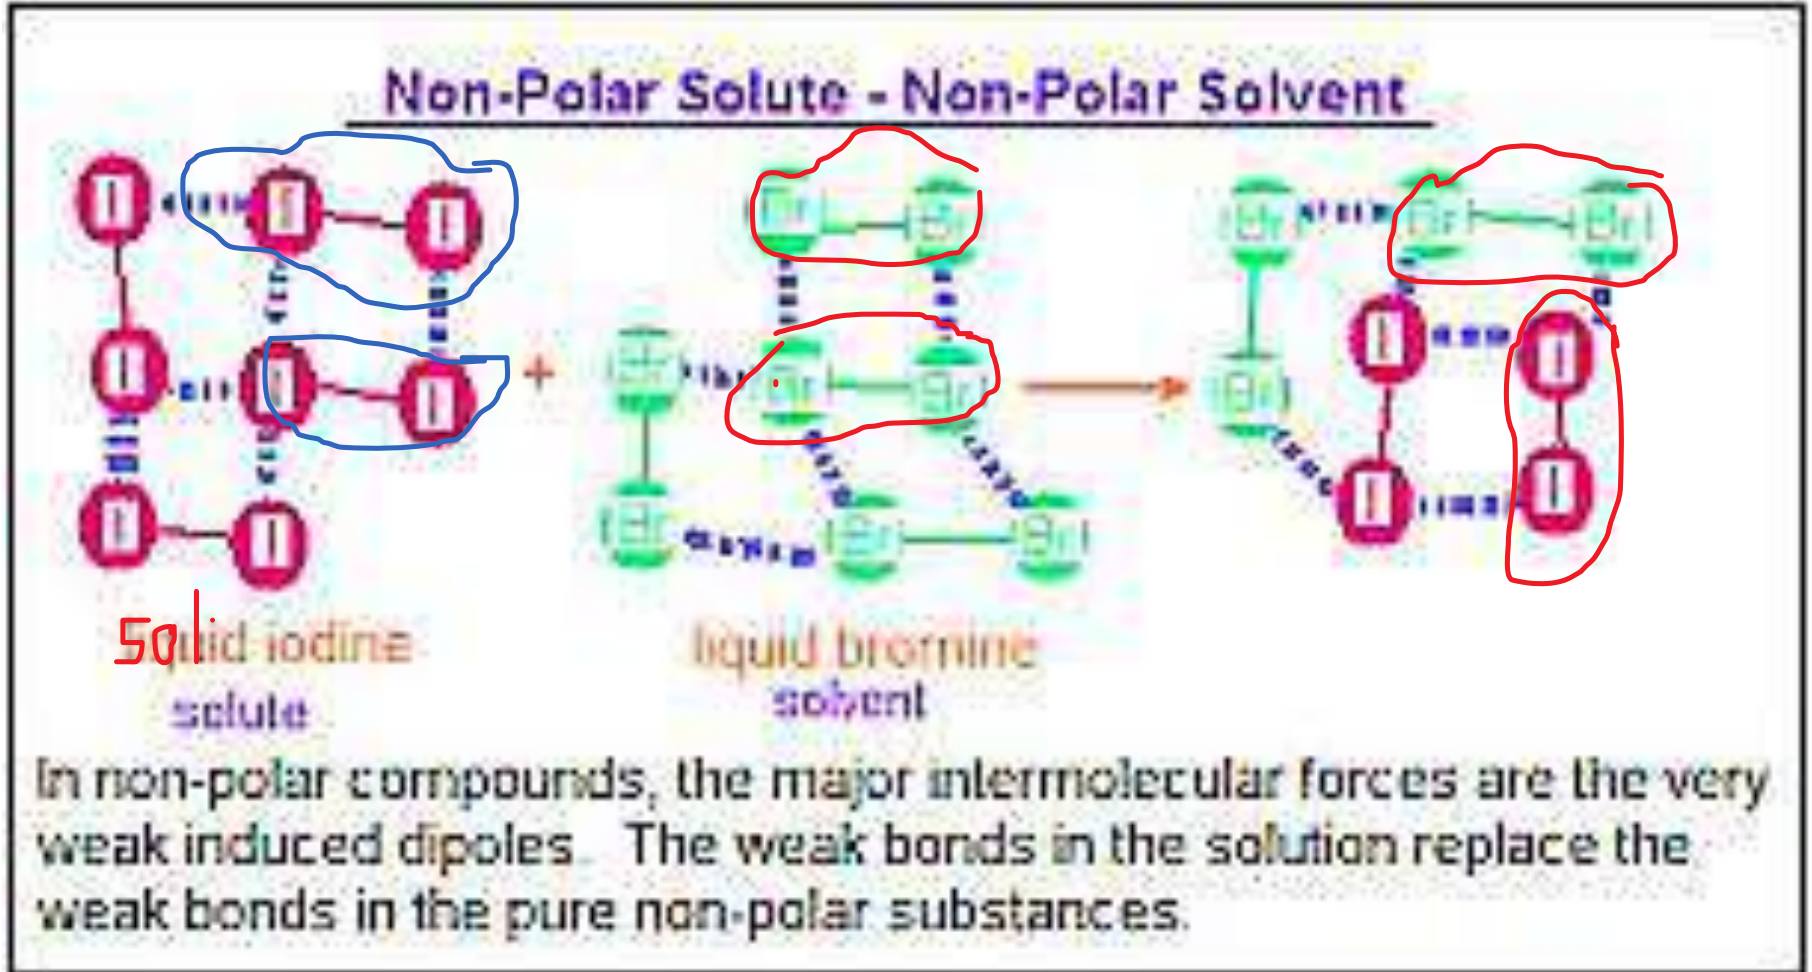 Non-Polar Solute - Non-Polar Solvent
I I I Br Br Br Br Br
I I I + Br Br Br Br I I
I I Br Br Br I I
Soli iodine liquid bromine
solute solvent
In non-polar compounds, the major intermolecular forces are the very
weak induced dipoles. The weak bonds in the solution replace the
weak bonds in the pure non-polar substances.